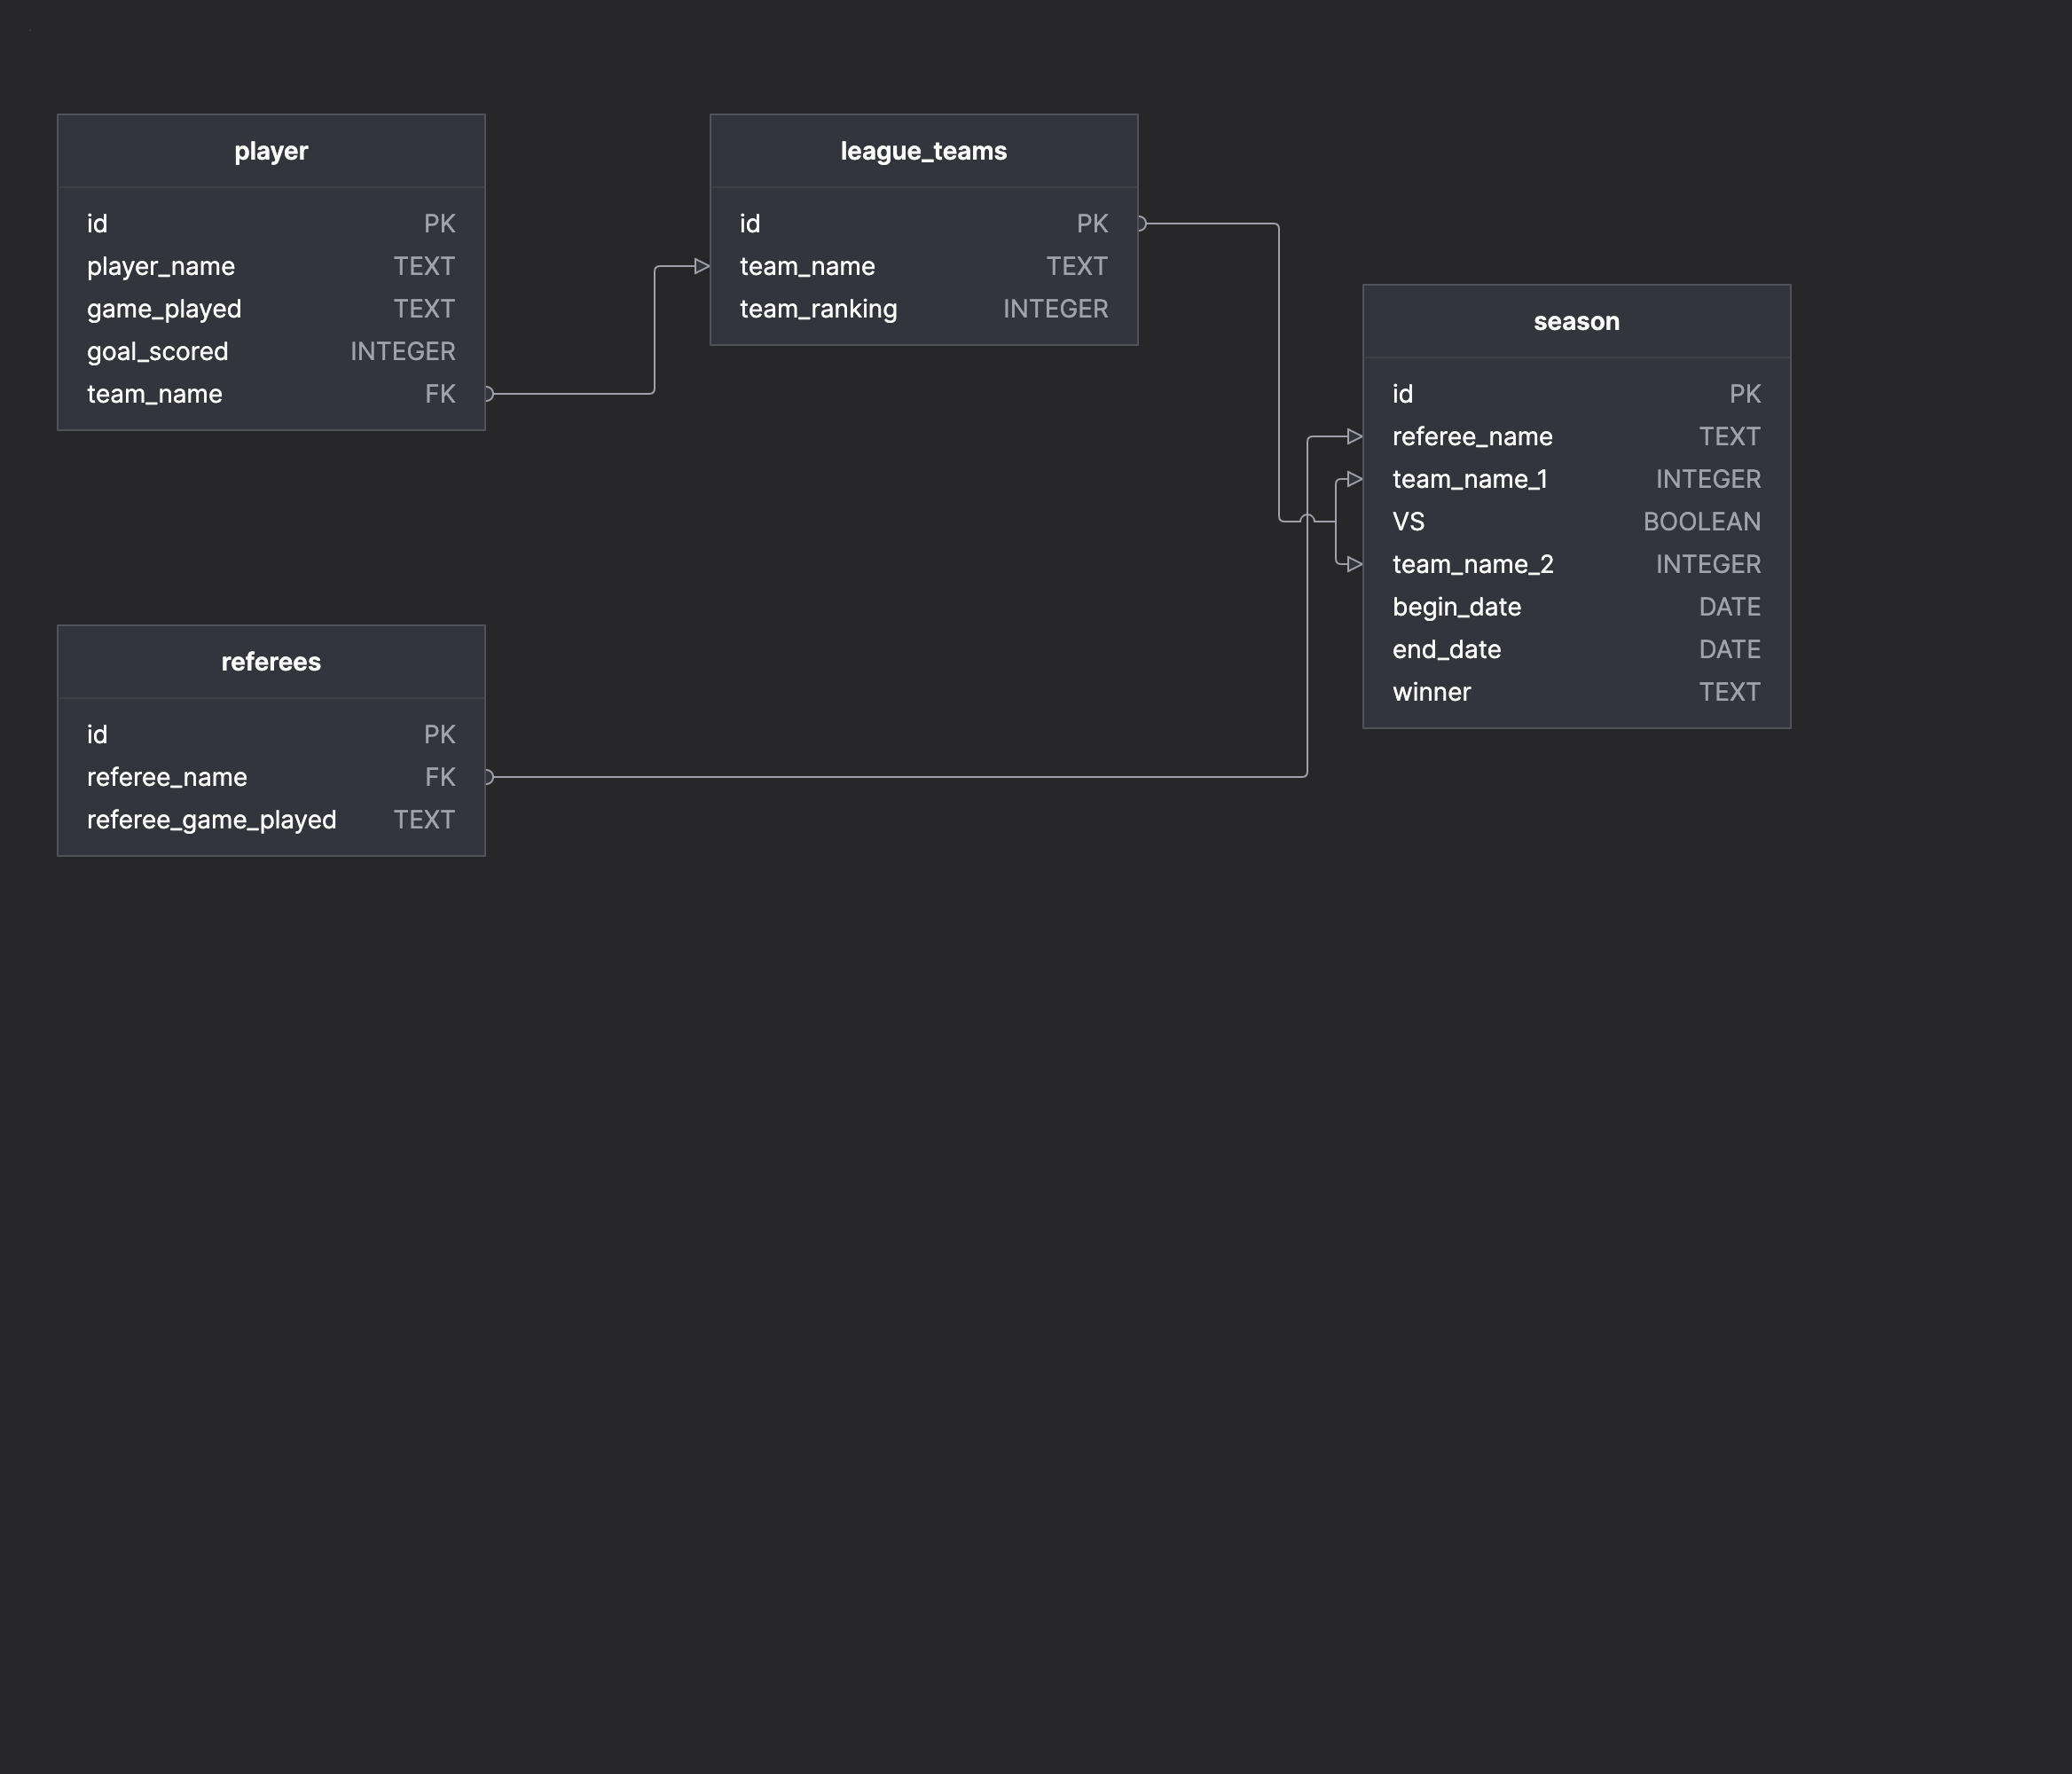 player
id PK
player_name TEXT
game_played TEXT
goal_scored INTEGER
team_name FK
league_teams
id PK
team_name TEXT
team_ranking INTEGER
season
id PK
referee_name TEXT
team_name_1 INTEGER
VS BOOLEAN
team_name_2 INTEGER
begin_date DATE
end_date DATE
winner TEXT
referees
id PK
referee_name FK
referee_game_played TEXT